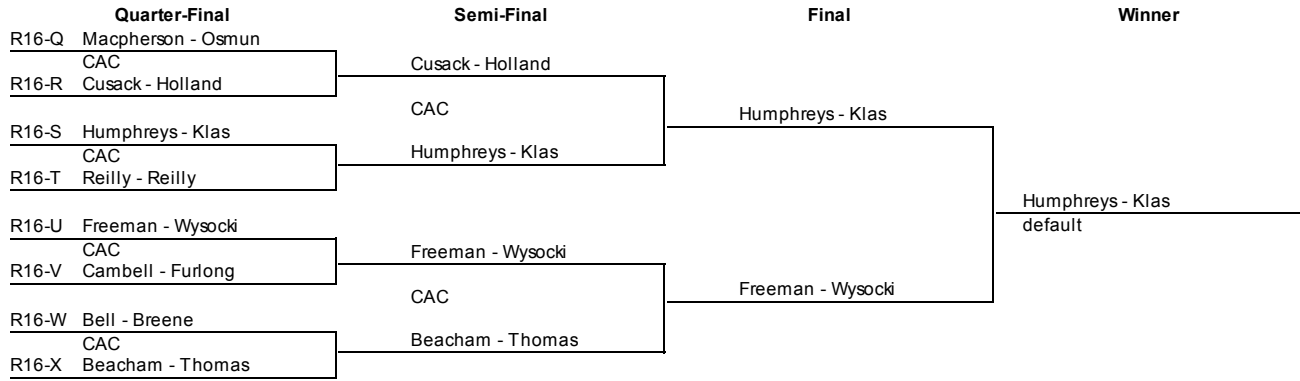 Quarter-Final Semi-Final Final Winner
R16-Q Macpherson - Osmun
CAC
R16-R Cusack - Holland
Cusack - Holland
CAC
Humphreys - Klas
R16-S Humphreys - Klas
CAC
Humphreys - Klas
R16-T Reilly - Reilly
Humphreys - Klas
default
R16-U Freeman - Wysocki
CAC
Freeman - Wysocki
R16-V Cambell - Furlong
CAC
Freeman - Wysocki
R16-W Bell - Breene
CAC
Beacham - Thomas
R16-X Beacham - Thomas